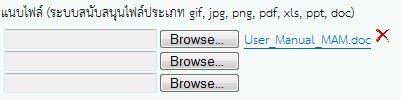 แนบไฟล์ (ระบบสนับสนุนไฟล์ประเภท gif, jpg, png, pdf, xls, ppt, doc)
Browse... User_Manual_MAM.doc
Browse...
Browse...